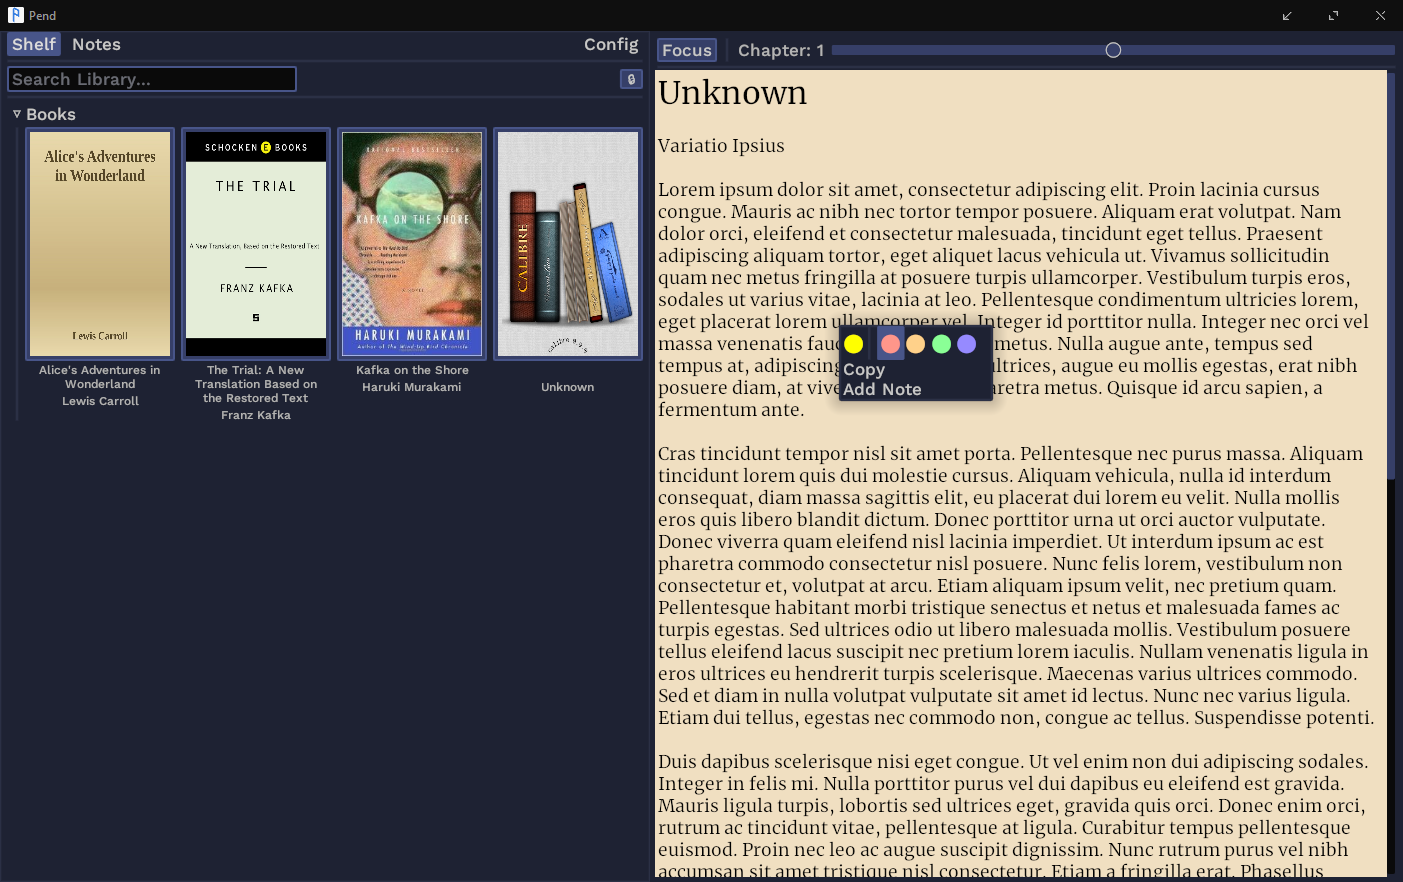 Pend
Shelf Notes Config
Search Library...
Books
Alice's Adventures
in Wonderland
Lewis Carroll
SCHOCKEN E BOOKS
THE TRIAL
A New Translation, Based on the Restored Text
FRANZ KAFKA
S
NATIONAL BESTSELLER
KAFKA ON THE SHORE
A NOVEL
HARUKI MURAKAMI
Author of The Wind-Up Bird Chronicle
CALIBRE
calibre 9.9.5
Alice's Adventures in
Wonderland
Lewis Carroll
The Trial: A New
Translation Based on
the Restored Text
Franz Kafka
Kafka on the Shore
Haruki Murakami
Unknown
Focus Chapter: 1
Unknown
Variatio Ipsius
Lorem ipsum dolor sit amet, consectetur adipiscing elit. Proin lacinia cursus
congue. Mauris ac nibh nec tortor tempor posuere. Aliquam erat volutpat. Nam
dolor orci, eleifend et consectetur malesuada, tincidunt eget tellus. Praesent
adipiscing aliquam tortor, eget aliquet lacus vehicula ut. Vivamus sollicitudin
quam nec metus fringilla at posuere turpis ullamcorper. Vestibulum turpis eros,
sodales ut varius vitae, lacinia at leo. Pellentesque condimentum ultricies lorem,
eget placerat lorem ullamcorper vel. Integer id porttitor nulla. Integer nec orci vel
massa venenatis fauc metus. Nulla augue ante, tempus sed
tempus at, adipiscing ultrices, augue eu mollis egestas, erat nibh
posuere diam, at vive aretra metus. Quisque id arcu sapien, a
fermentum ante.
Copy
Add Note
Cras tincidunt tempor nisl sit amet porta. Pellentesque nec purus massa. Aliquam
tincidunt lorem quis dui molestie cursus. Aliquam vehicula, nulla id interdum
consequat, diam massa sagittis elit, eu placerat dui lorem eu velit. Nulla mollis
eros quis libero blandit dictum. Donec porttitor urna ut orci auctor vulputate.
Donec viverra quam eleifend nisl lacinia imperdiet. Ut interdum ipsum ac est
pharetra commodo consectetur nisl posuere. Nunc felis lorem, vestibulum non
consectetur et, volutpat at arcu. Etiam aliquam ipsum velit, nec pretium quam.
Pellentesque habitant morbi tristique senectus et netus et malesuada fames ac
turpis egestas. Sed ultrices odio ut libero malesuada mollis. Vestibulum posuere
tellus eleifend lacus suscipit nec pretium lorem iaculis. Nullam venenatis ligula in
eros ultrices eu hendrerit turpis scelerisque. Maecenas varius ultrices commodo.
Sed et diam in nulla volutpat vulputate sit amet id lectus. Nunc nec varius ligula.
Etiam dui tellus, egestas nec commodo non, congue ac tellus. Suspendisse potenti.
Duis dapibus scelerisque nisi eget congue. Ut vel enim non dui adipiscing sodales.
Integer in felis mi. Nulla porttitor purus vel dui dapibus eu eleifend est gravida.
Mauris ligula turpis, lobortis sed ultrices eget, gravida quis orci. Donec enim orci,
rutrum ac tincidunt vitae, pellentesque at ligula. Curabitur tempus pellentesque
euismod. Proin nec leo ac augue suscipit dignissim. Nunc rutrum purus vel nibh
accumsan sit amet tristique nisl consectetur. Etiam a fringilla erat. Phasellus